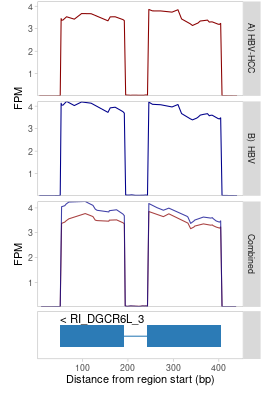 4
3
2
1
A) HBV-HCC
FPM
4
3
2
1
B) HBV
4
3
2
1
Combined
FPM
< RI_DGCR6L_3
100
200
300
400
Distance from region start (bp)